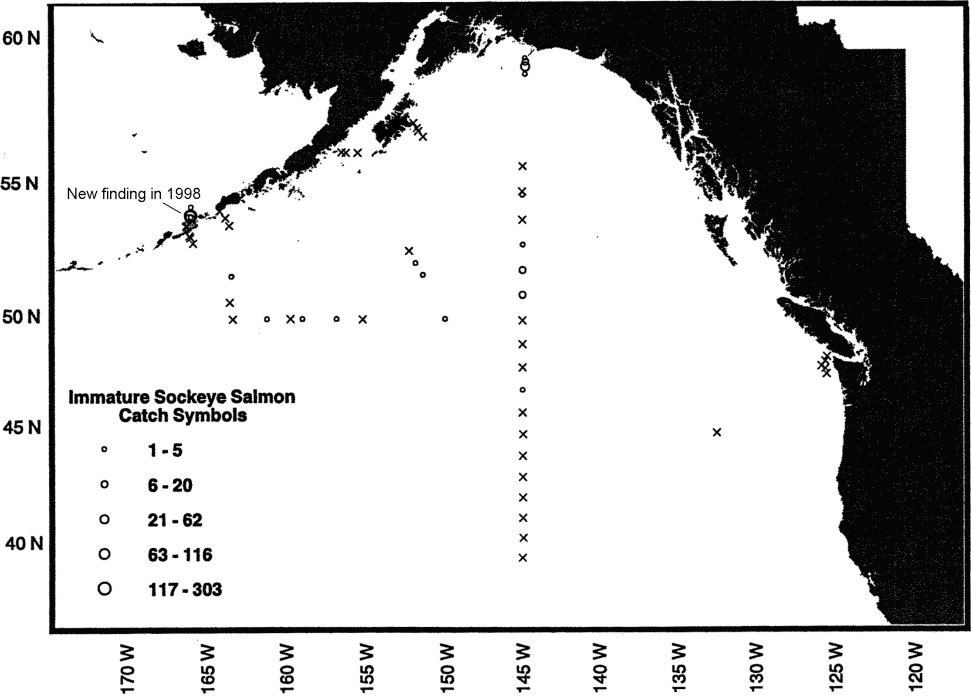 60 N
55 N
New finding in 1998
50 N
Immature Sockeye Salmon
Catch Symbols
45 N
1 - 5
6 - 20
21 - 62
40 N
63 - 116
117 - 303
170 W
165 W
160 W
155 W
150 W
145 W
140 W
135 W
130 W
125 W
120 W